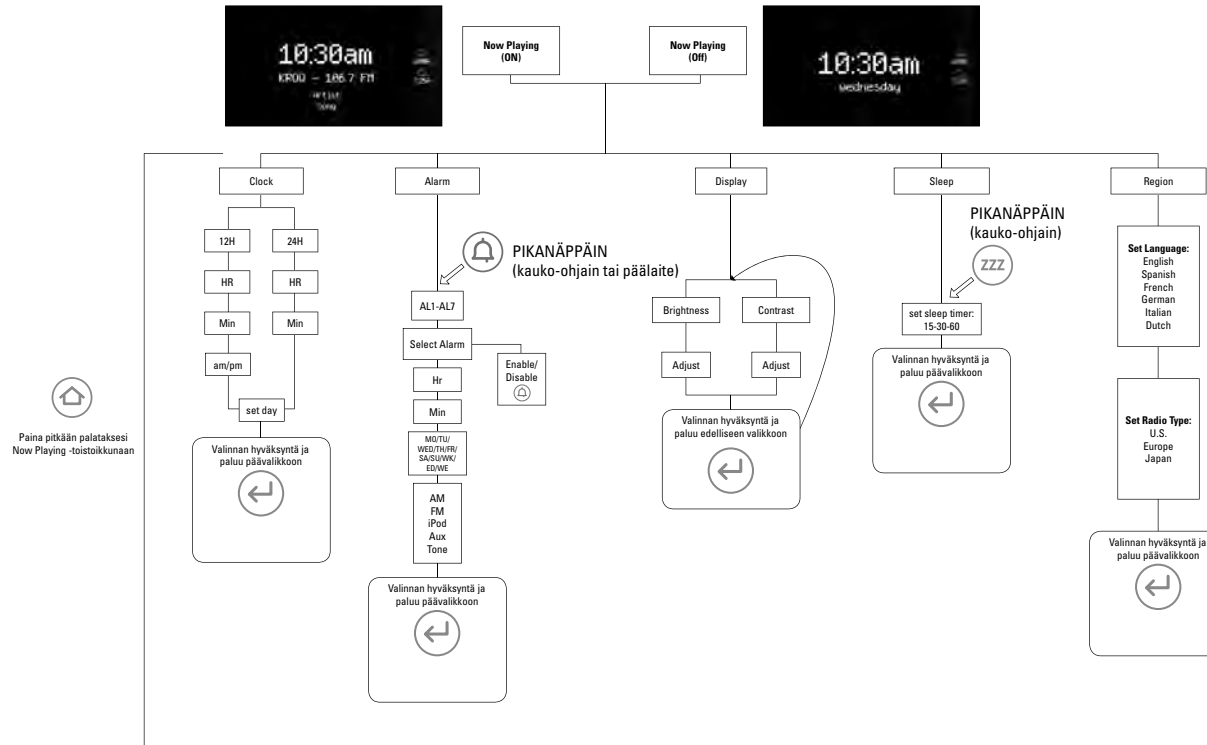 10:30am
KROQ – 106.7 FM
Artist
Song
Now Playing
(ON)
Now Playing
(Off)
10:30am
wednesday
Clock
Alarm
Display
Sleep
Region
12H
24H
HR
HR
Min
Min
am/pm
set day
Valinnan hyväksyntä ja
paluu päävalikkoon
PIKANÄPPÄIN
(kauko-ohjain tai päälaite)
AL1-AL7
Select Alarm
Enable/
Disable
Hr
Min
MO/TU/
WED/TH/FR/
SA/SU/WK/
ED/WE
AM
FM
iPod
Aux
Tone
Valinnan hyväksyntä ja
paluu päävalikkoon
Brightness
Contrast
Adjust
Adjust
Valinnan hyväksyntä ja
paluu edelliseen valikkoon
PIKANÄPPÄIN
(kauko-ohjain)
ZZZ
set sleep timer:
15-30-60
Valinnan hyväksyntä ja
paluu päävalikkoon
Set Language:
English
Spanish
French
German
Italian
Dutch
Set Radio Type:
U.S.
Europe
Japan
Valinnan hyväksyntä ja
paluu päävalikkoon
Paina pitkään palataksesi
Now Playing -toistoikkunaan